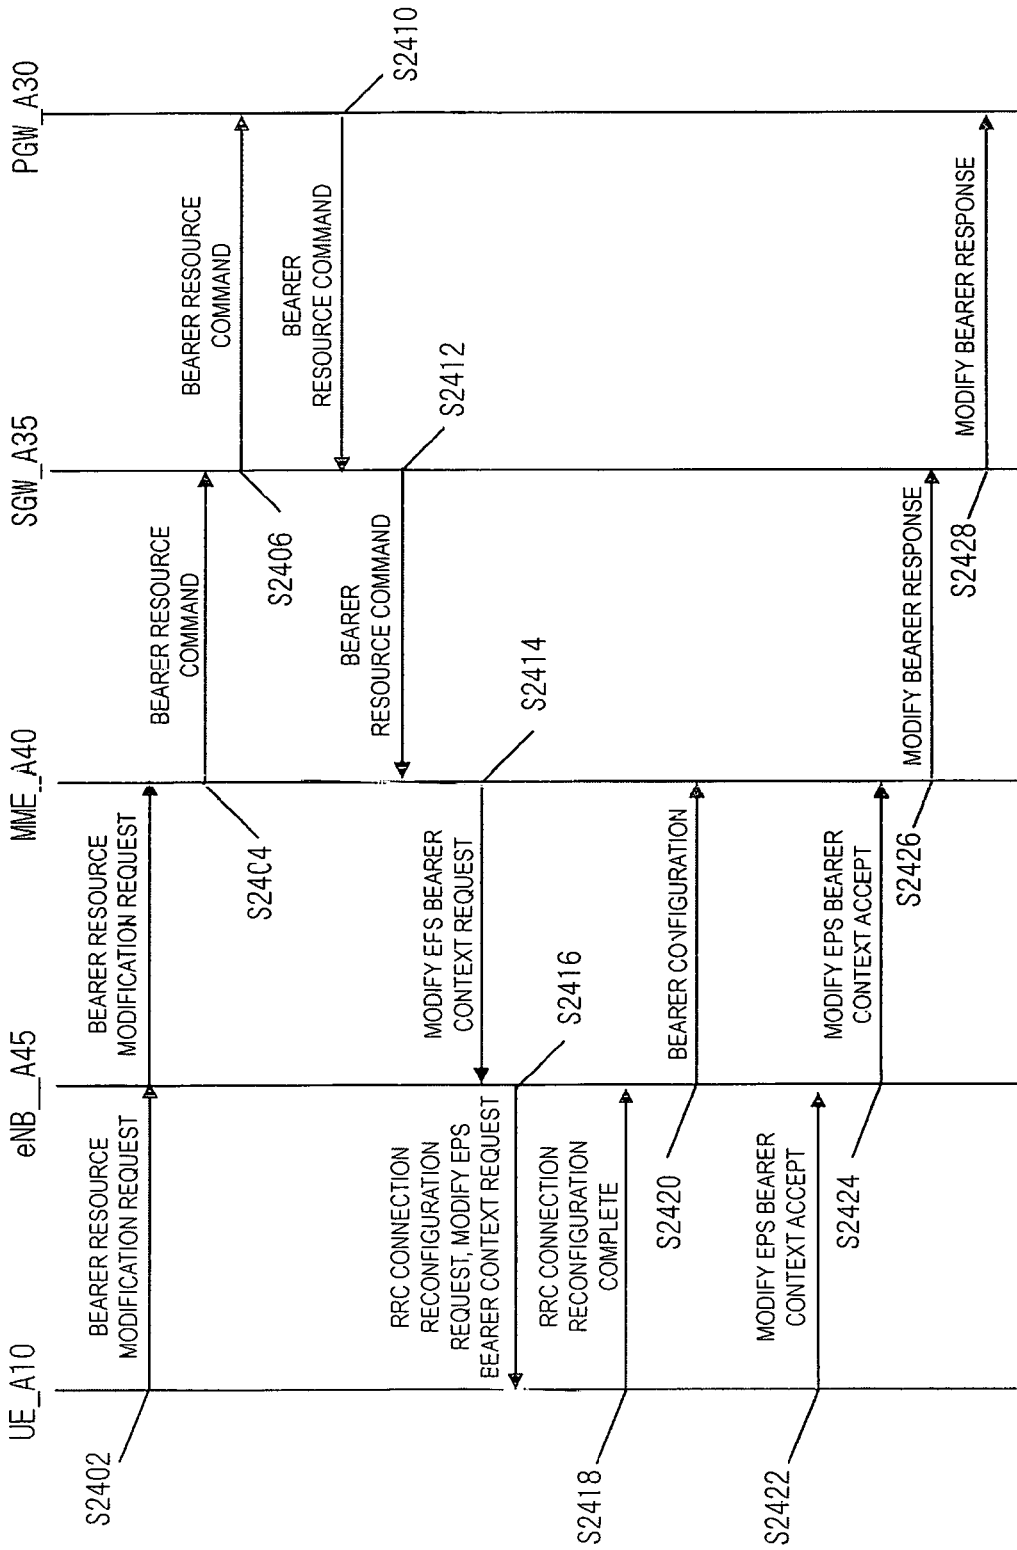 UE_A10
eNB_A45
MME_A40
SGW_A35
PGW_A30
S2402
BEARER RESOURCE
MODIFICATION REQUEST
BEARER RESOURCE
MODIFICATION REQUEST
S24C4
BEARER RESOURCE
COMMAND
S2406
BEARER RESOURCE
COMMAND
S2410
BEARER
RESOURCE COMMAND
S2412
BEARER
RESOURCE COMMAND
S2414
MODIFY EFS BEARER
CONTEXT REQUEST
S2416
RRC CONNECTION
RECONFIGURATION
REQUEST, MODIFY EPS
BEARER CONTEXT REQUEST
S2418
RRC CONNECTION
RECONFIGURATION
COMPLETE
S2420
BEARER CONFIGURATION
S2422
MODIFY EPS BEARER
CONTEXT ACCEPT
S2424
MODIFY EPS BEARER
CONTEXT ACCEPT
S2426
MODIFY BEARER RESPONSE
S2428
MODIFY BEARER RESPONSE